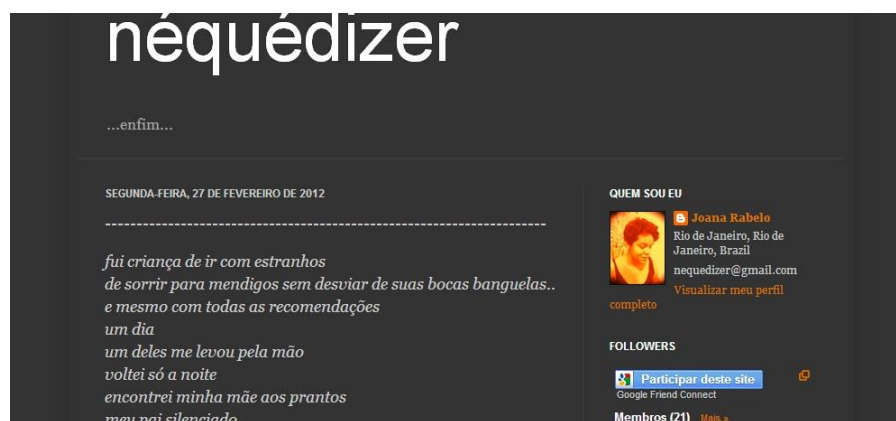 néquédizer
...enfim...
SEGUNDA-FEIRA, 27 DE FEVEREIRO DE 2012
-----------------------------------------------------------------------
fui criança de ir com estranhos
de sorrir para mendigos sem desviar de suas bocas banguelas..
e mesmo com todas as recomendações
um dia
um deles me levou pela mão
voltei só a noite
encontrei minha mãe aos prantos
meu pai silenciado
QUEM SOU EU
Joana Rabelo
Rio de Janeiro, Rio de
Janeiro, Brazil
nequedizer@gmail.com
Visualizar meu perfil
completo
FOLLOWERS
Participar deste site
Google Friend Connect
Membros (21) Mais »